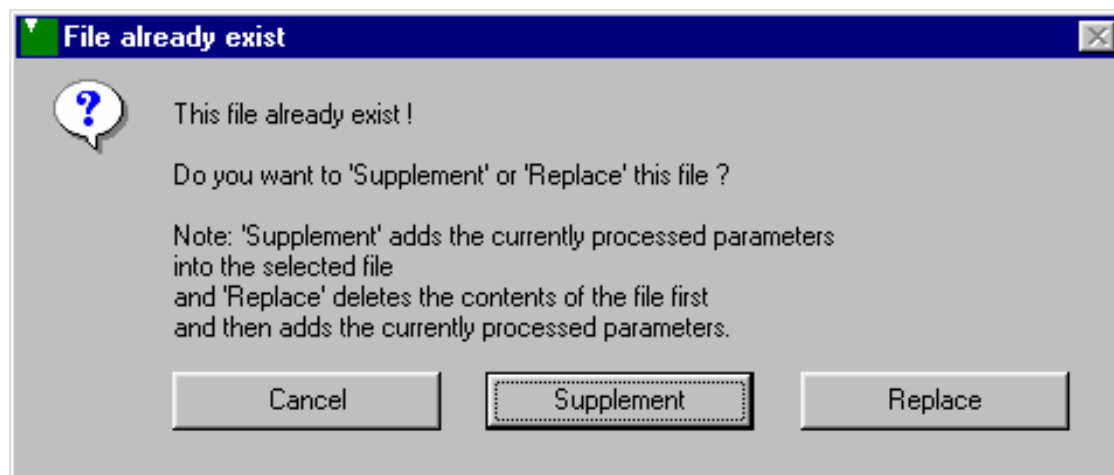 File already exist
This file already exist !
Do you want to 'Supplement' or 'Replace' this file ?
Note: 'Supplement' adds the currently processed parameters
into the selected file
and 'Replace' deletes the contents of the file first
and then adds the currently processed parameters.
Cancel Supplement Replace